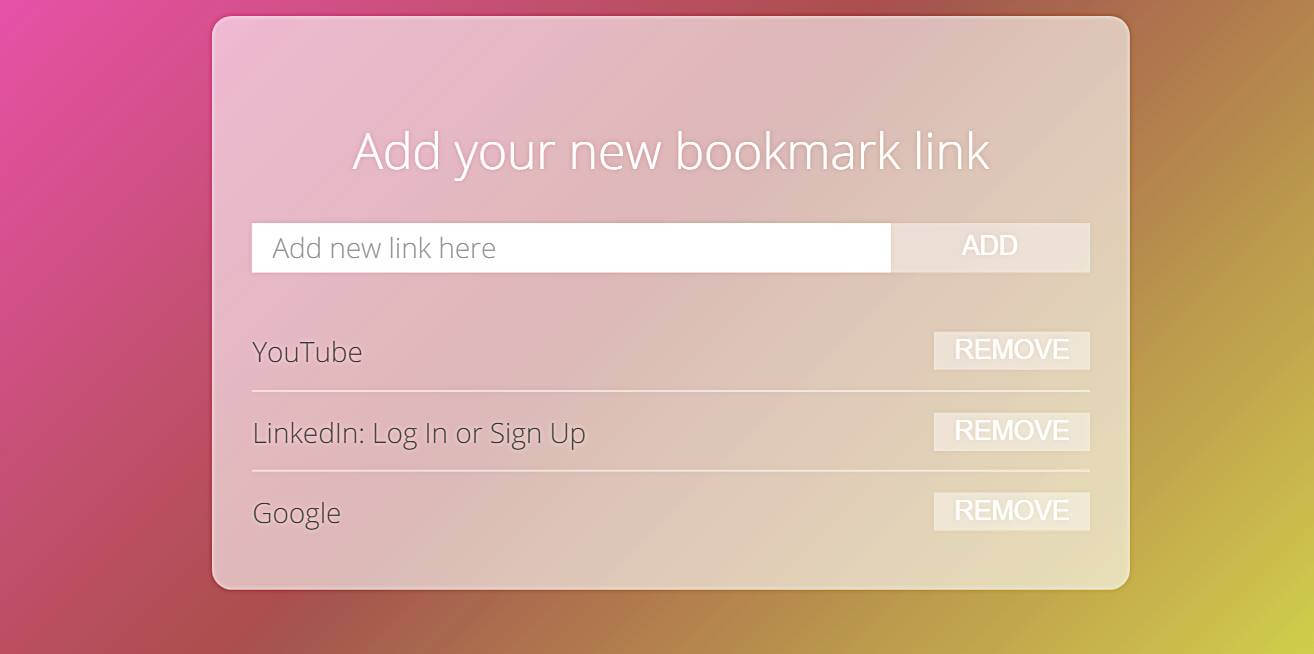 Add your new bookmark link
Add new link here
ADD
YouTube
REMOVE
LinkedIn: Log In or Sign Up
REMOVE
Google
REMOVE